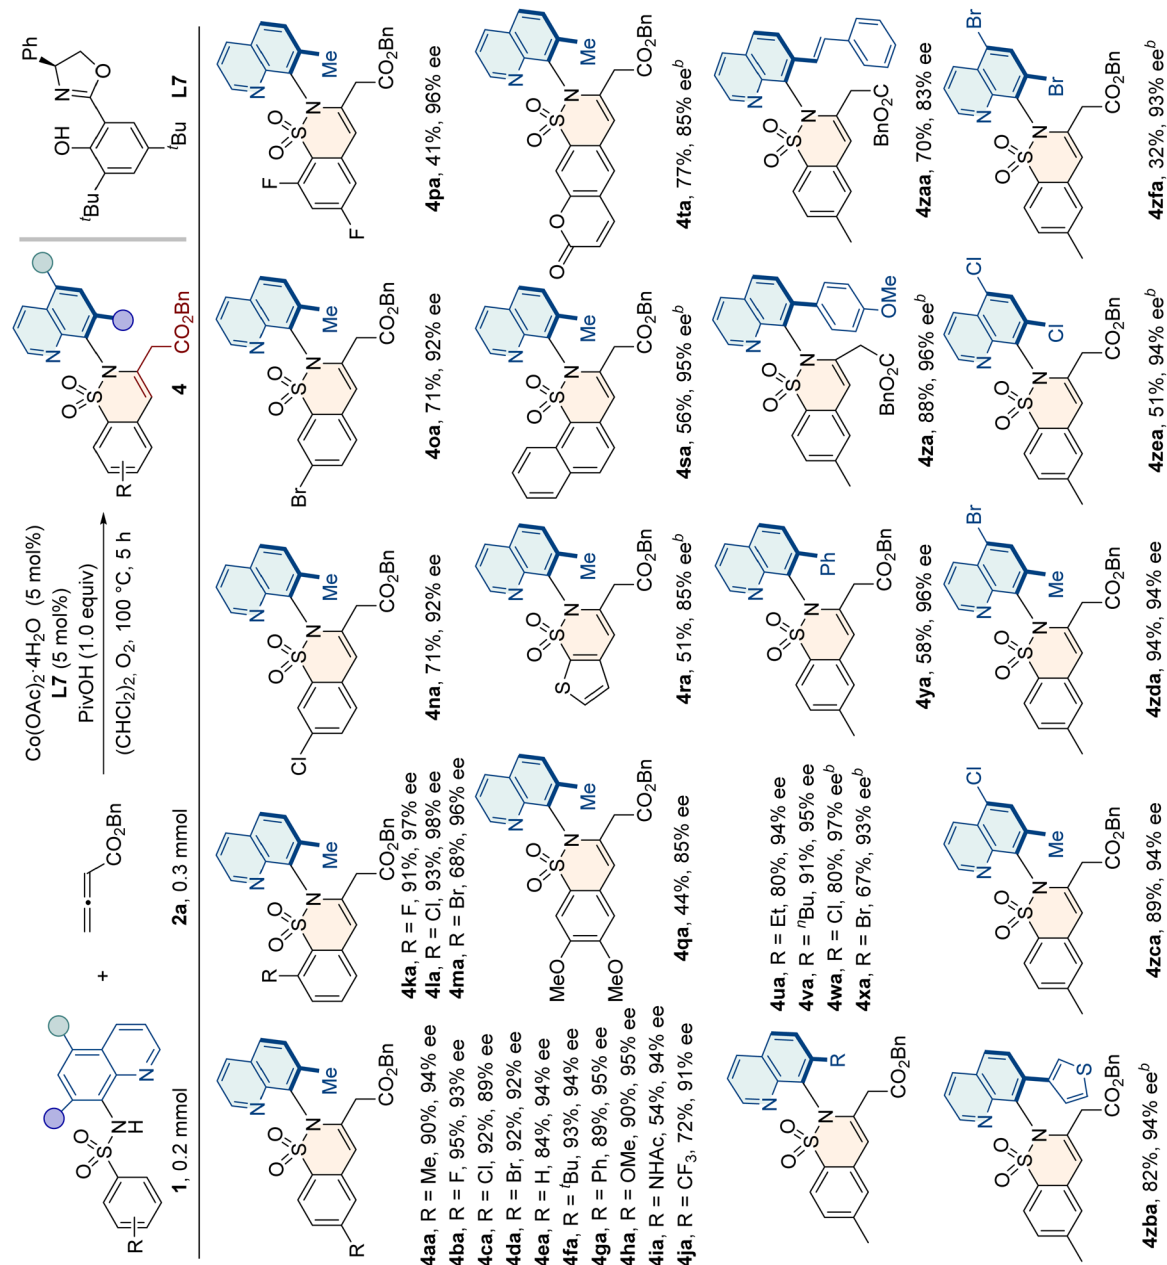 R
1, 0.2 mmol
+
CO2Bn
2a, 0.3 mmol
Co(OAc)2·4H2O (5 mol%)
L7 (5 mol%)
PivOH (1.0 equiv)
(CHCl2)2, O2, 100 °C, 5 h
4
CO2Bn
L7
Ph
OH
tBu
tBu
4aa, R = Me, 90%, 94% ee
4ba, R = F, 95%, 93% ee
4ca, R = Cl, 92%, 89% ee
4da, R = Br, 92%, 92% ee
4ea, R = H, 84%, 94% ee
4fa, R = tBu, 93%, 94% ee
4ga, R = Ph, 89%, 95% ee
4ha, R = OMe, 90%, 95% ee
4ia, R = NHAc, 54%, 94% ee
4ja, R = CF3, 72%, 91% ee
4ka, R = F, 91%, 97% ee
4la, R = Cl, 93%, 98% ee
4ma, R = Br, 68%, 96% ee
4na, 71%, 92% ee
4oa, 71%, 92% ee
4pa, 41%, 96% ee
MeO
MeO
4qa, 44%, 85% ee
4ra, 51%, 85% eeb
4sa, 56%, 95% eeb
4ta, 77%, 85% eeb
4ua, R = Et, 80%, 94% ee
4va, R = nBu, 91%, 95% ee
4wa, R = Cl, 80%, 97% eeb
4xa, R = Br, 67%, 93% eeb
4ya, 58%, 96% ee
BnO2C
OMe
4za, 88%, 96% eeb
BnO2C
4zaa, 70%, 83% ee
4zba, 82%, 94% eeb
4zca, 89%, 94% ee
4zda, 94%, 94% ee
4zea, 51%, 94% eeb
4zfa, 32%, 93% eeb